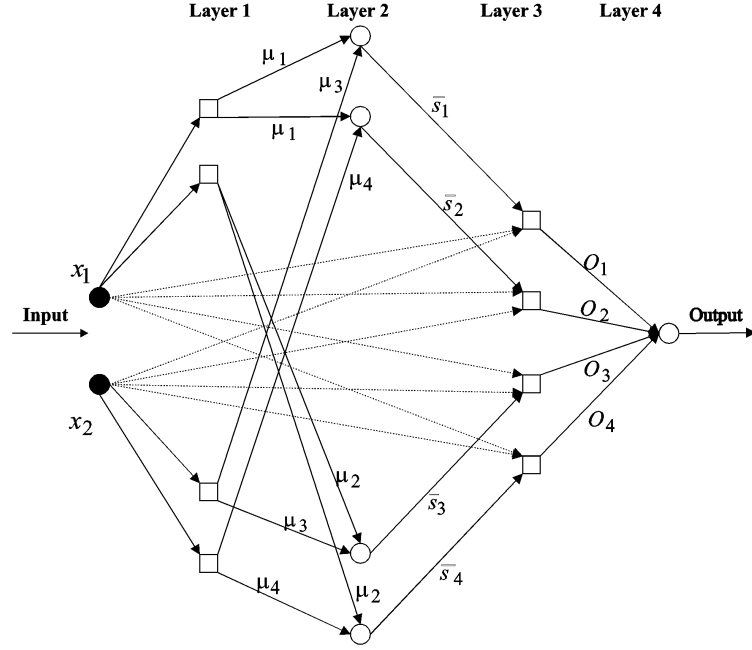 Layer 1 Layer 2 Layer 3 Layer 4
μ1
μ3
s̅1
μ1
μ4
s̅2
x1
O1
Input
O2
Output
O3
x2
O4
μ2
s̅3
μ3
s̅4
μ4
μ2